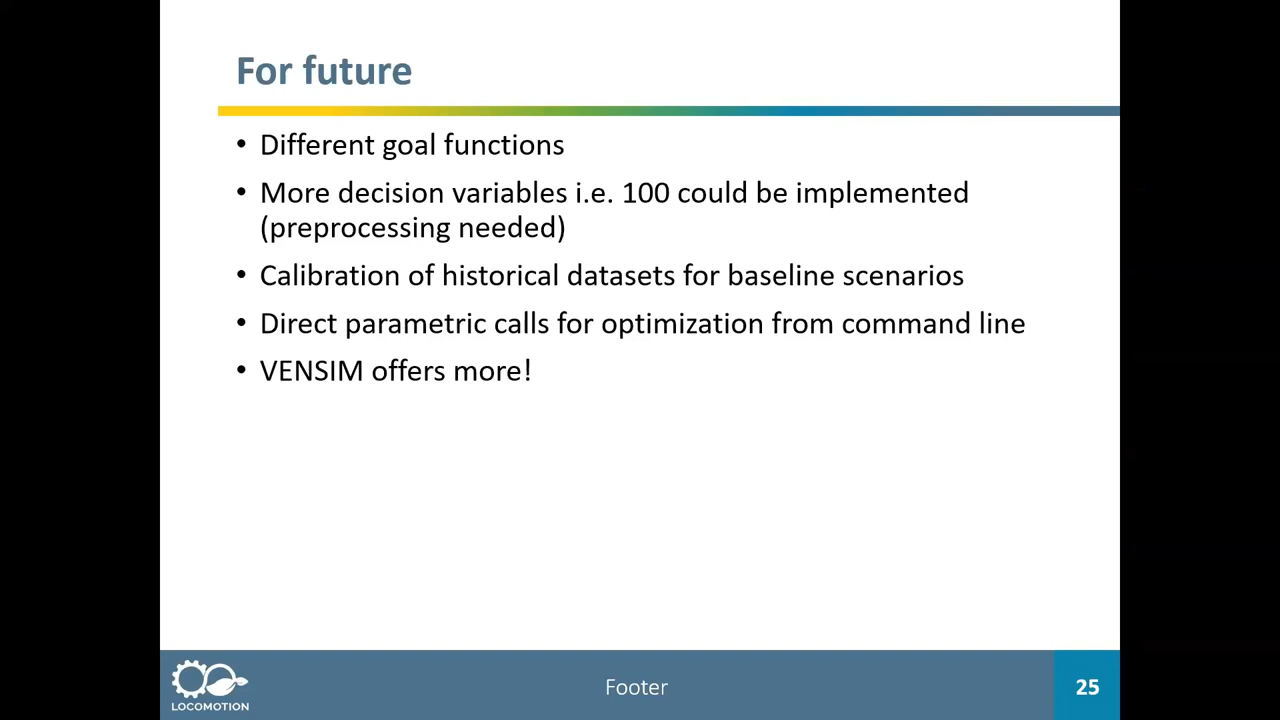 For future
• Different goal functions
• More decision variables i.e. 100 could be implemented
(preprocessing needed)
• Calibration of historical datasets for baseline scenarios
• Direct parametric calls for optimization from command line
• VENSIM offers more!
LOCOMOTION
Footer
25